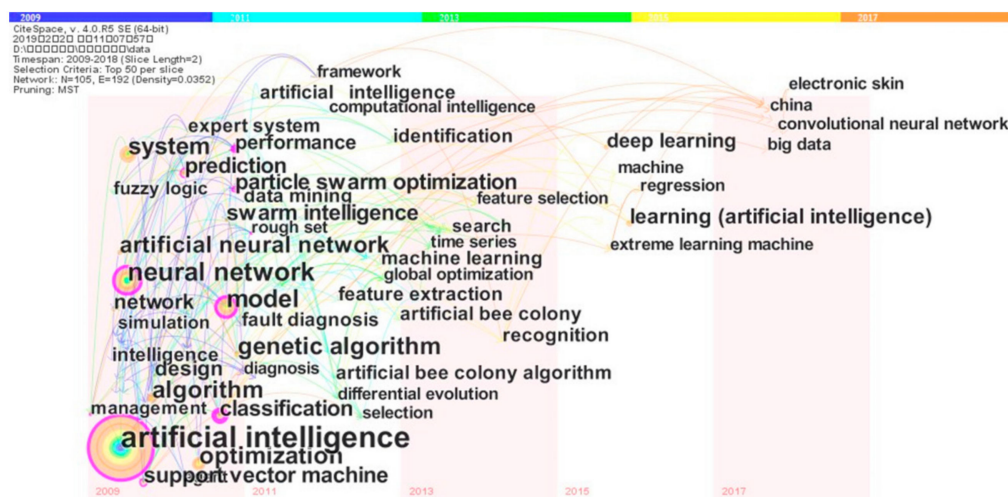 2009 2011 2013 2015 2017
CiteSpace, v. 4.0.R5 SE (64-bit)
Timespan: 2009-2018 (Slice Length=2)
Selection Criteria: Top 50 per slice
Network: N=105, E=192 (Density=0.0352)
Pruning: MST
framework
electronic skin
artificial intelligence
china
computational intelligence
convolutional neural network
expert system
identification
system
performance
deep learning
big data
prediction
machine
fuzzy logic
particle swarm optimization
regression
data mining
feature selection
swarm intelligence
learning (artificial intelligence)
rough set
search
artificial neural network
time series
extreme learning machine
machine learning
neural network
global optimization
network
model
feature extraction
simulation
fault diagnosis
artificial bee colony
recognition
intelligence
genetic algorithm
design
diagnosis
artificial bee colony algorithm
algorithm
differential evolution
management
classification
selection
artificial intelligence
optimization
support vector machine
2009 2011 2013 2015 2017